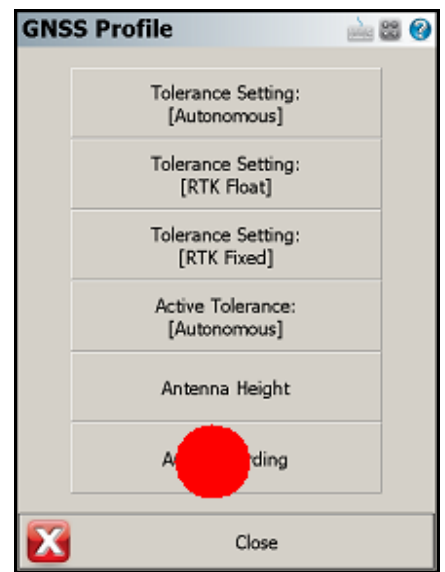 GNSS Profile
Tolerance Setting:
[Autonomous]
Tolerance Setting:
[RTK Float]
Tolerance Setting:
[RTK Fixed]
Active Tolerance:
[Autonomous]
Antenna Height
Close